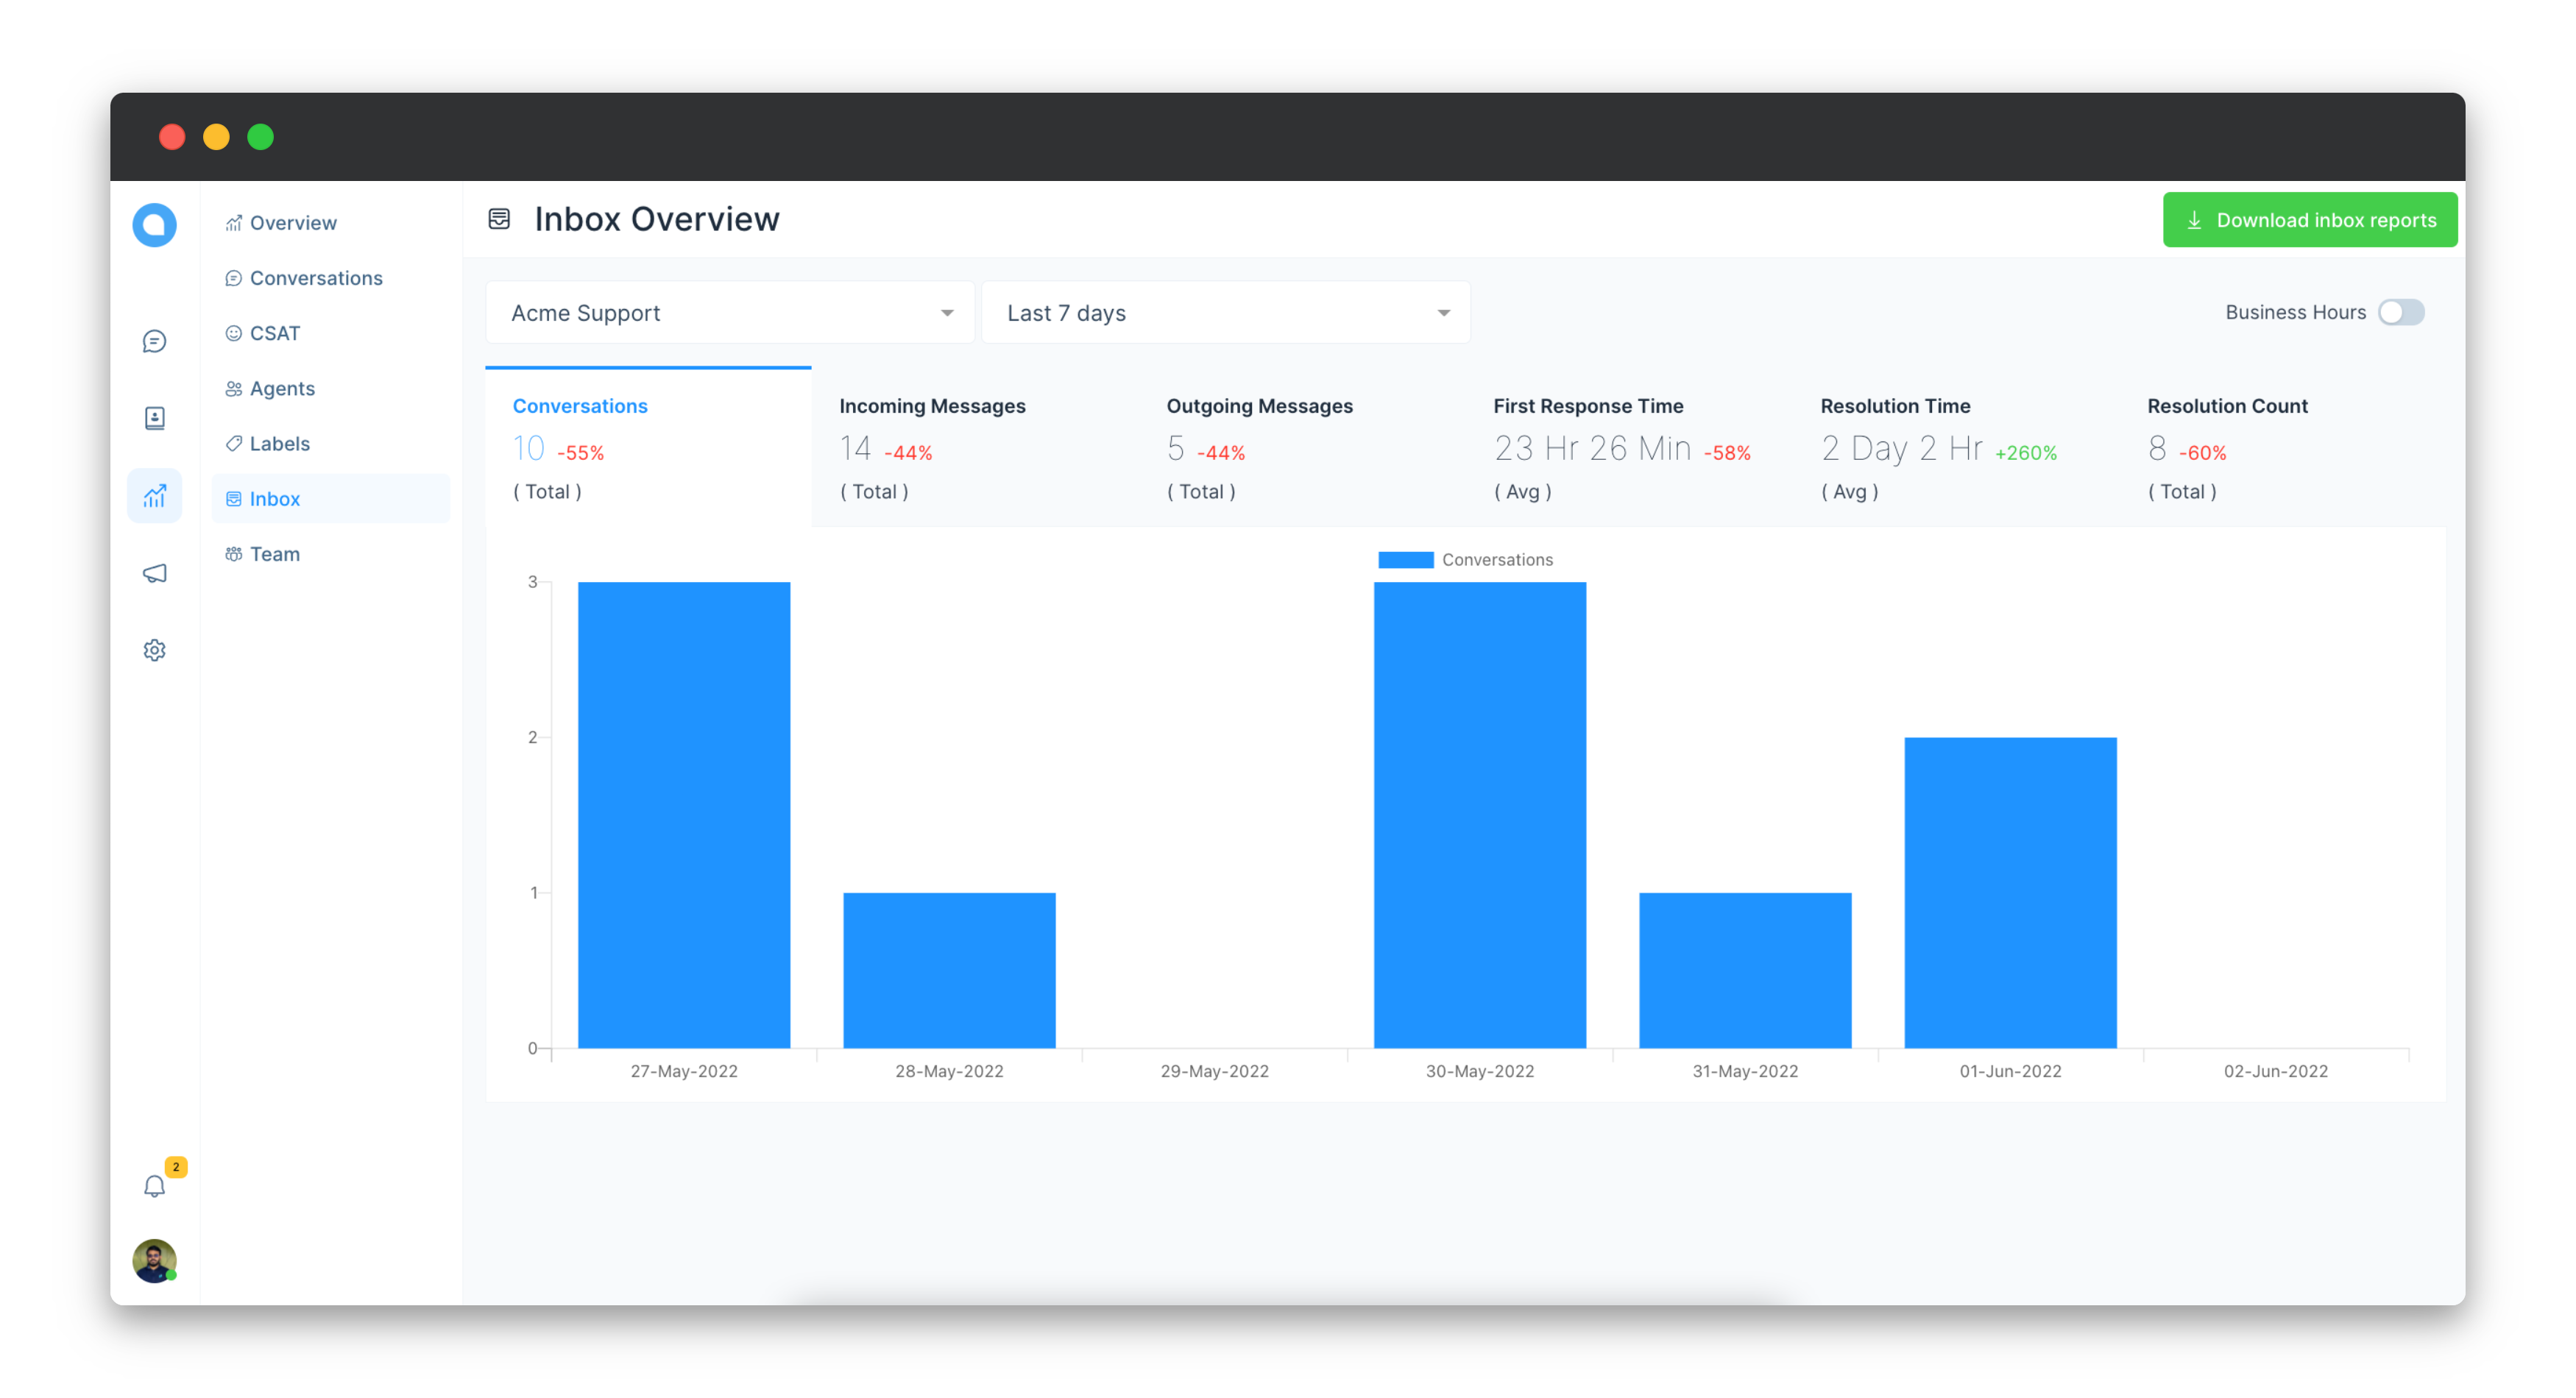 Overview
Conversations
CSAT
Agents
Labels
Inbox
Team
2
Inbox Overview
Download inbox reports
Acme Support
Last 7 days
Business Hours
Conversations
10 -55%
( Total )
Incoming Messages
14 -44%
( Total )
Outgoing Messages
5 -44%
( Total )
First Response Time
23 Hr 26 Min -58%
( Avg )
Resolution Time
2 Day 2 Hr +260%
( Avg )
Resolution Count
8 -60%
( Total )
Conversations
3
2
1
0
27-May-2022
28-May-2022
29-May-2022
30-May-2022
31-May-2022
01-Jun-2022
02-Jun-2022